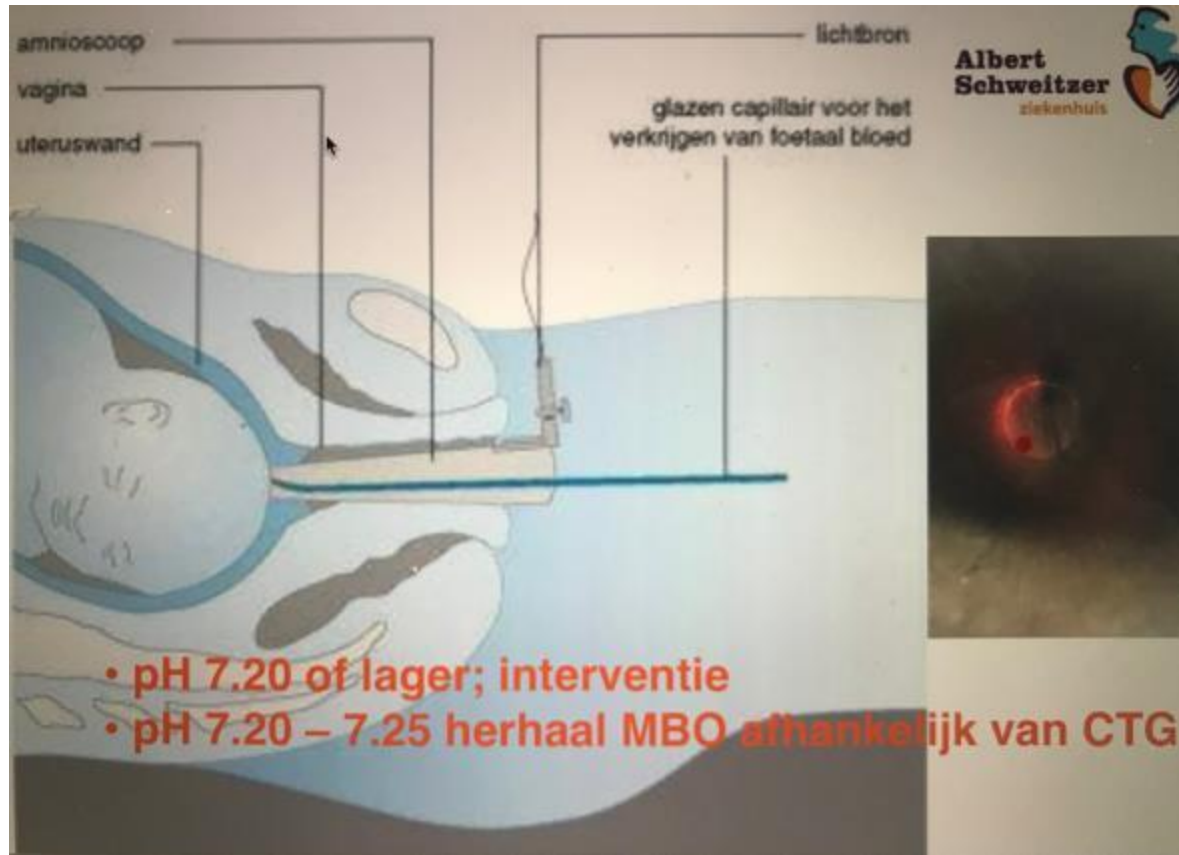 amnioscoop
vagina
uteruswand
lichtbron
glazen capillair voor het
verkrijgen van foetaal bloed
Albert
Schweitzer
ziekenhuis
• pH 7.20 of lager; interventie
• pH 7.20 – 7.25 herhaal MBO afhankelijk van CTG